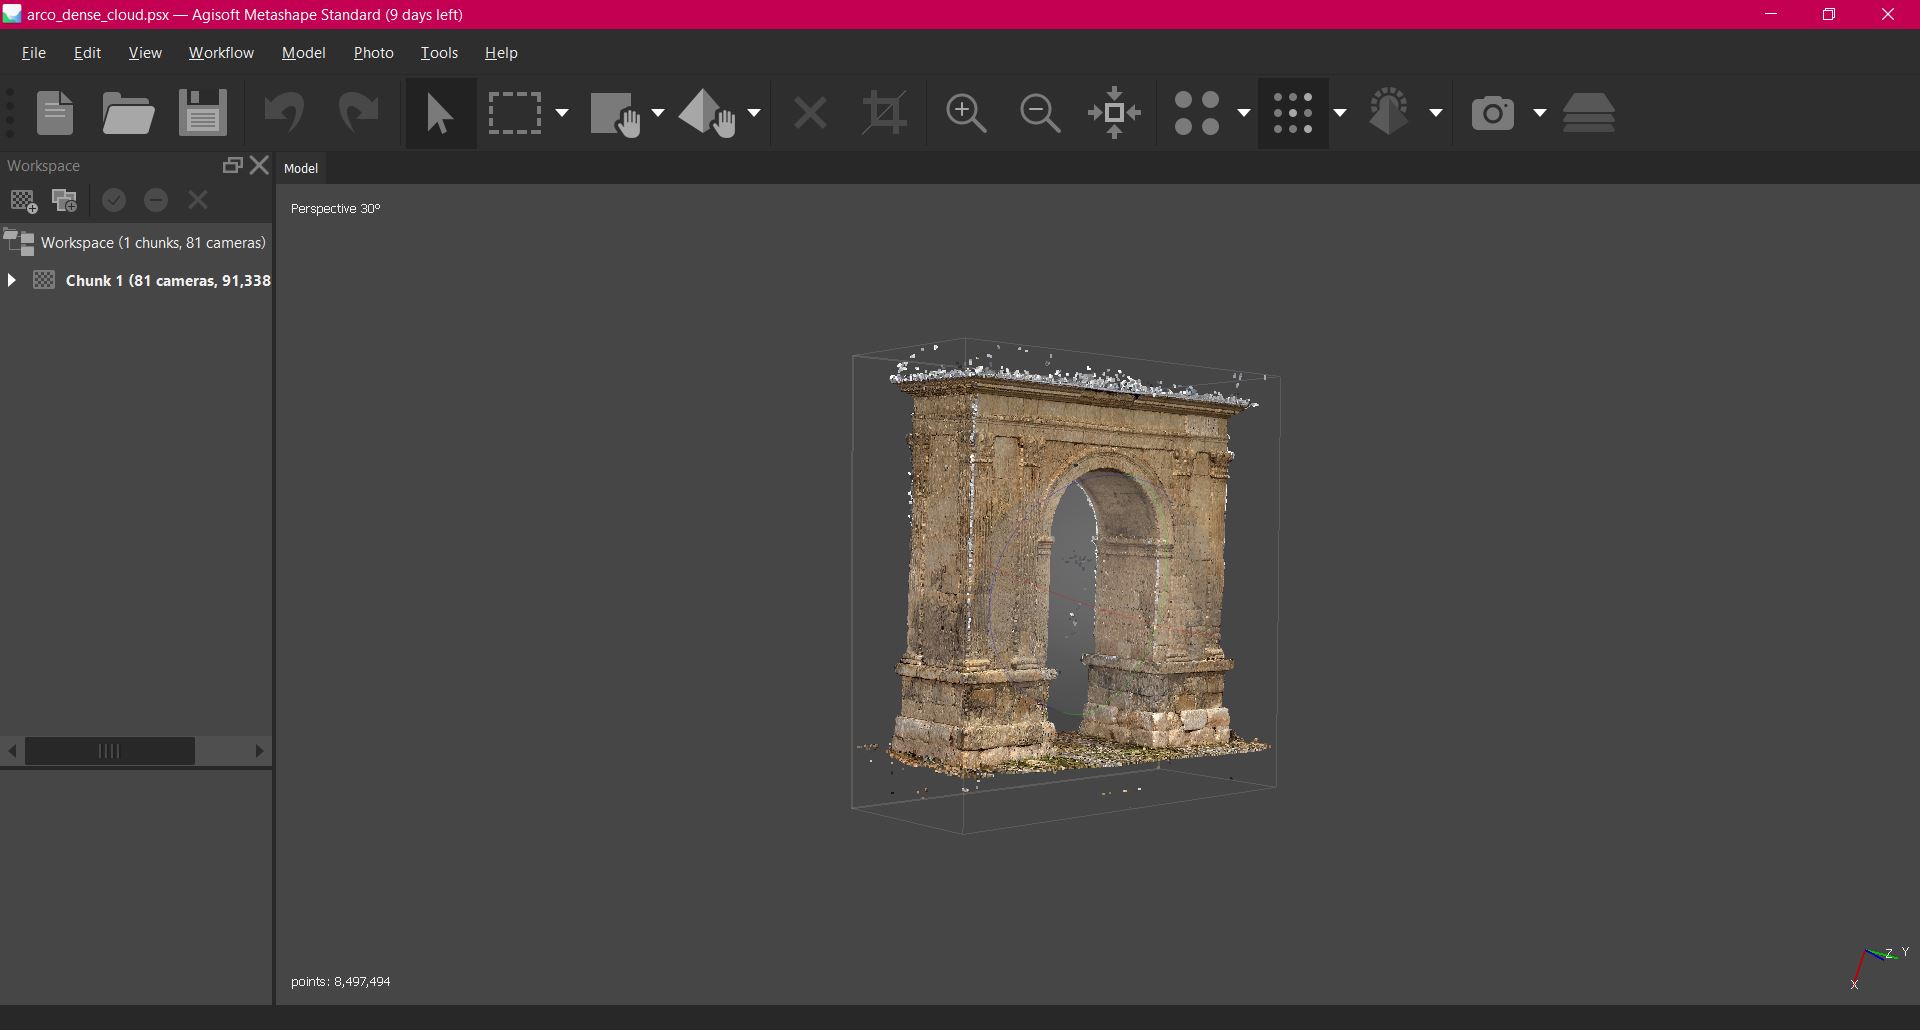 arco_dense_cloud.psx — Agisoft Metashape Standard (9 days left)
File Edit View Workflow Model Photo Tools Help
Workspace
Model
Perspective 30°
Workspace (1 chunks, 81 cameras)
Chunk 1 (81 cameras, 91,338
points: 8,497,494
Z Y
X